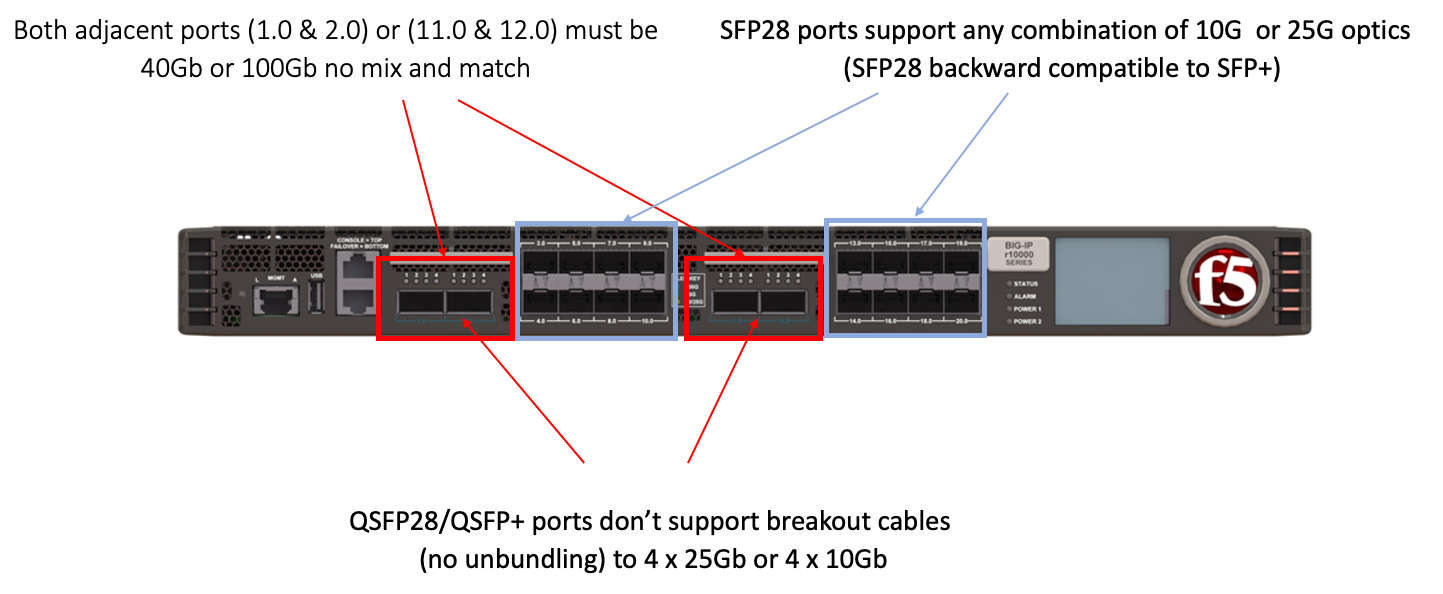 Both adjacent ports (1.0 & 2.0) or (11.0 & 12.0) must be
40Gb or 100Gb no mix and match
SFP28 ports support any combination of 10G or 25G optics
(SFP28 backward compatible to SFP+)
CONSOLE = TOP
FAILOVER = BOTTOM
L MGMT A
USB
1 2 3 4 1 2 3 4
3.0 5.0 7.0 9.0
4.0 6.0 8.0 10.0
1 2 3 4 1 2 3 4
13.0 15.0 17.0 19.0
14.0 16.0 18.0 20.0
BIG-IP
r10000
SERIES
STATUS
ALARM
POWER 1
POWER 2
f5
QSFP28/QSFP+ ports don’t support breakout cables
(no unbundling) to 4 x 25Gb or 4 x 10Gb